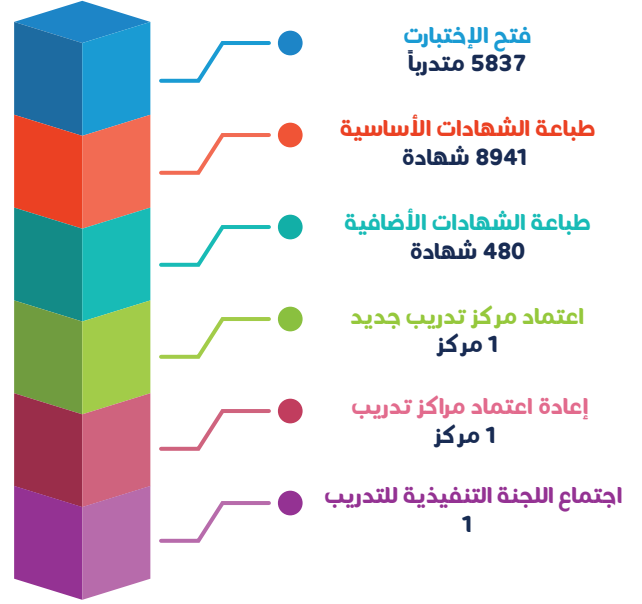 فتح الإختبارت
5837 متدرباً
طباعة الشهادات الأساسية
8941 شهادة
طباعة الشهادات الأضافية
480 شهادة
اعتماد مركز تدريب جديد
1 مركز
إعادة اعتماد مراكز تدريب
1 مركز
اجتماع اللجنة التنفيذية للتدريب
1